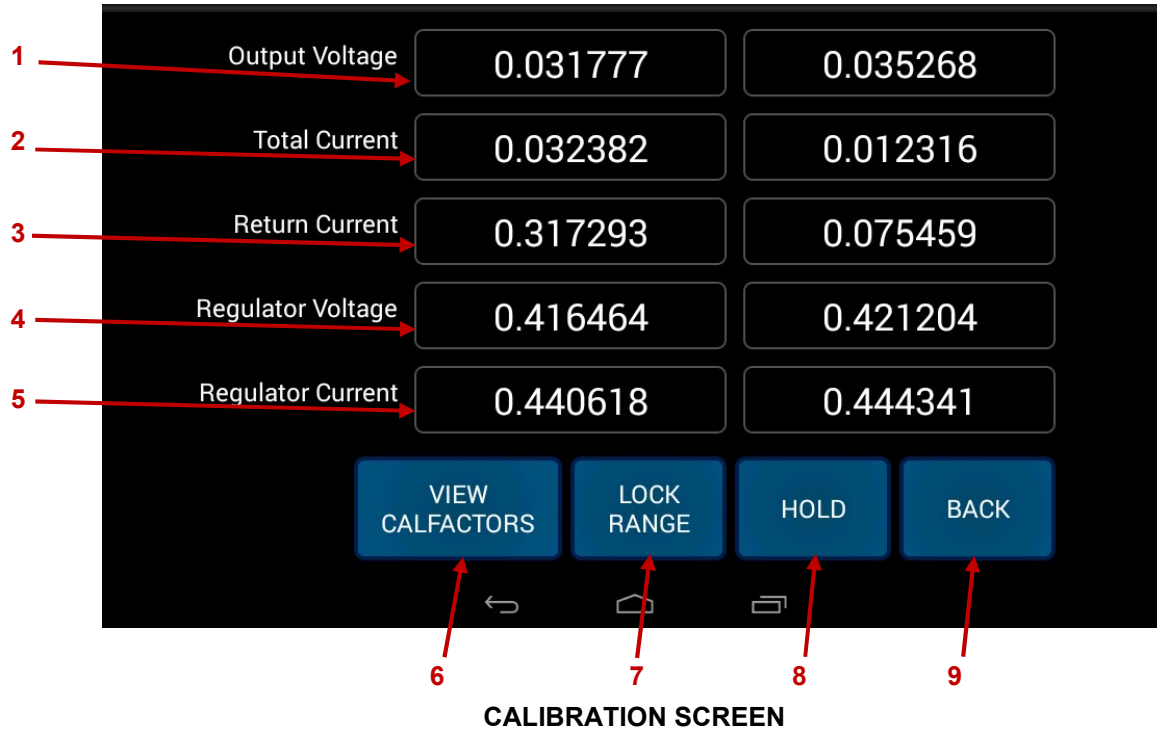 1 Output Voltage 0.031777 0.035268
2 Total Current 0.032382 0.012316
3 Return Current 0.317293 0.075459
4 Regulator Voltage 0.416464 0.421204
5 Regulator Current 0.440618 0.444341
VIEW
CALFACTORS
LOCK
RANGE
HOLD
BACK
6 7 8 9
CALIBRATION SCREEN